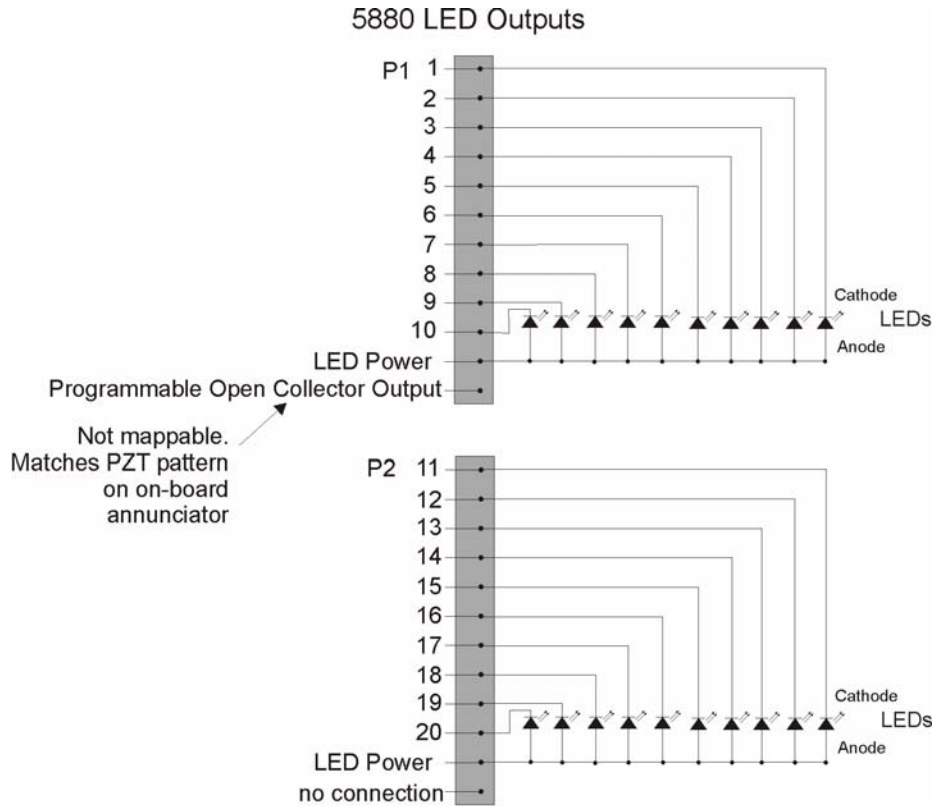 5880 LED Outputs
P1 1
2
3
4
5
6
7
8
9
10
LED Power
Programmable Open Collector Output
Cathode
LEDs
Anode
Not mappable.
Matches PZT pattern
on on-board
annunciator
P2 11
12
13
14
15
16
17
18
19
20
LED Power
no connection
Cathode
LEDs
Anode